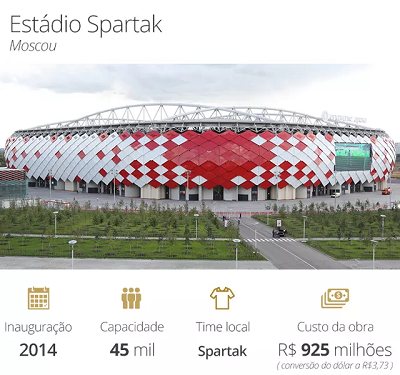 Estádio Spartak
Moscou
Inauguração
2014
Capacidade
45 mil
Time local
Spartak
Custo da obra
R$ 925 milhões
( conversão do dólar a R$3,73 )